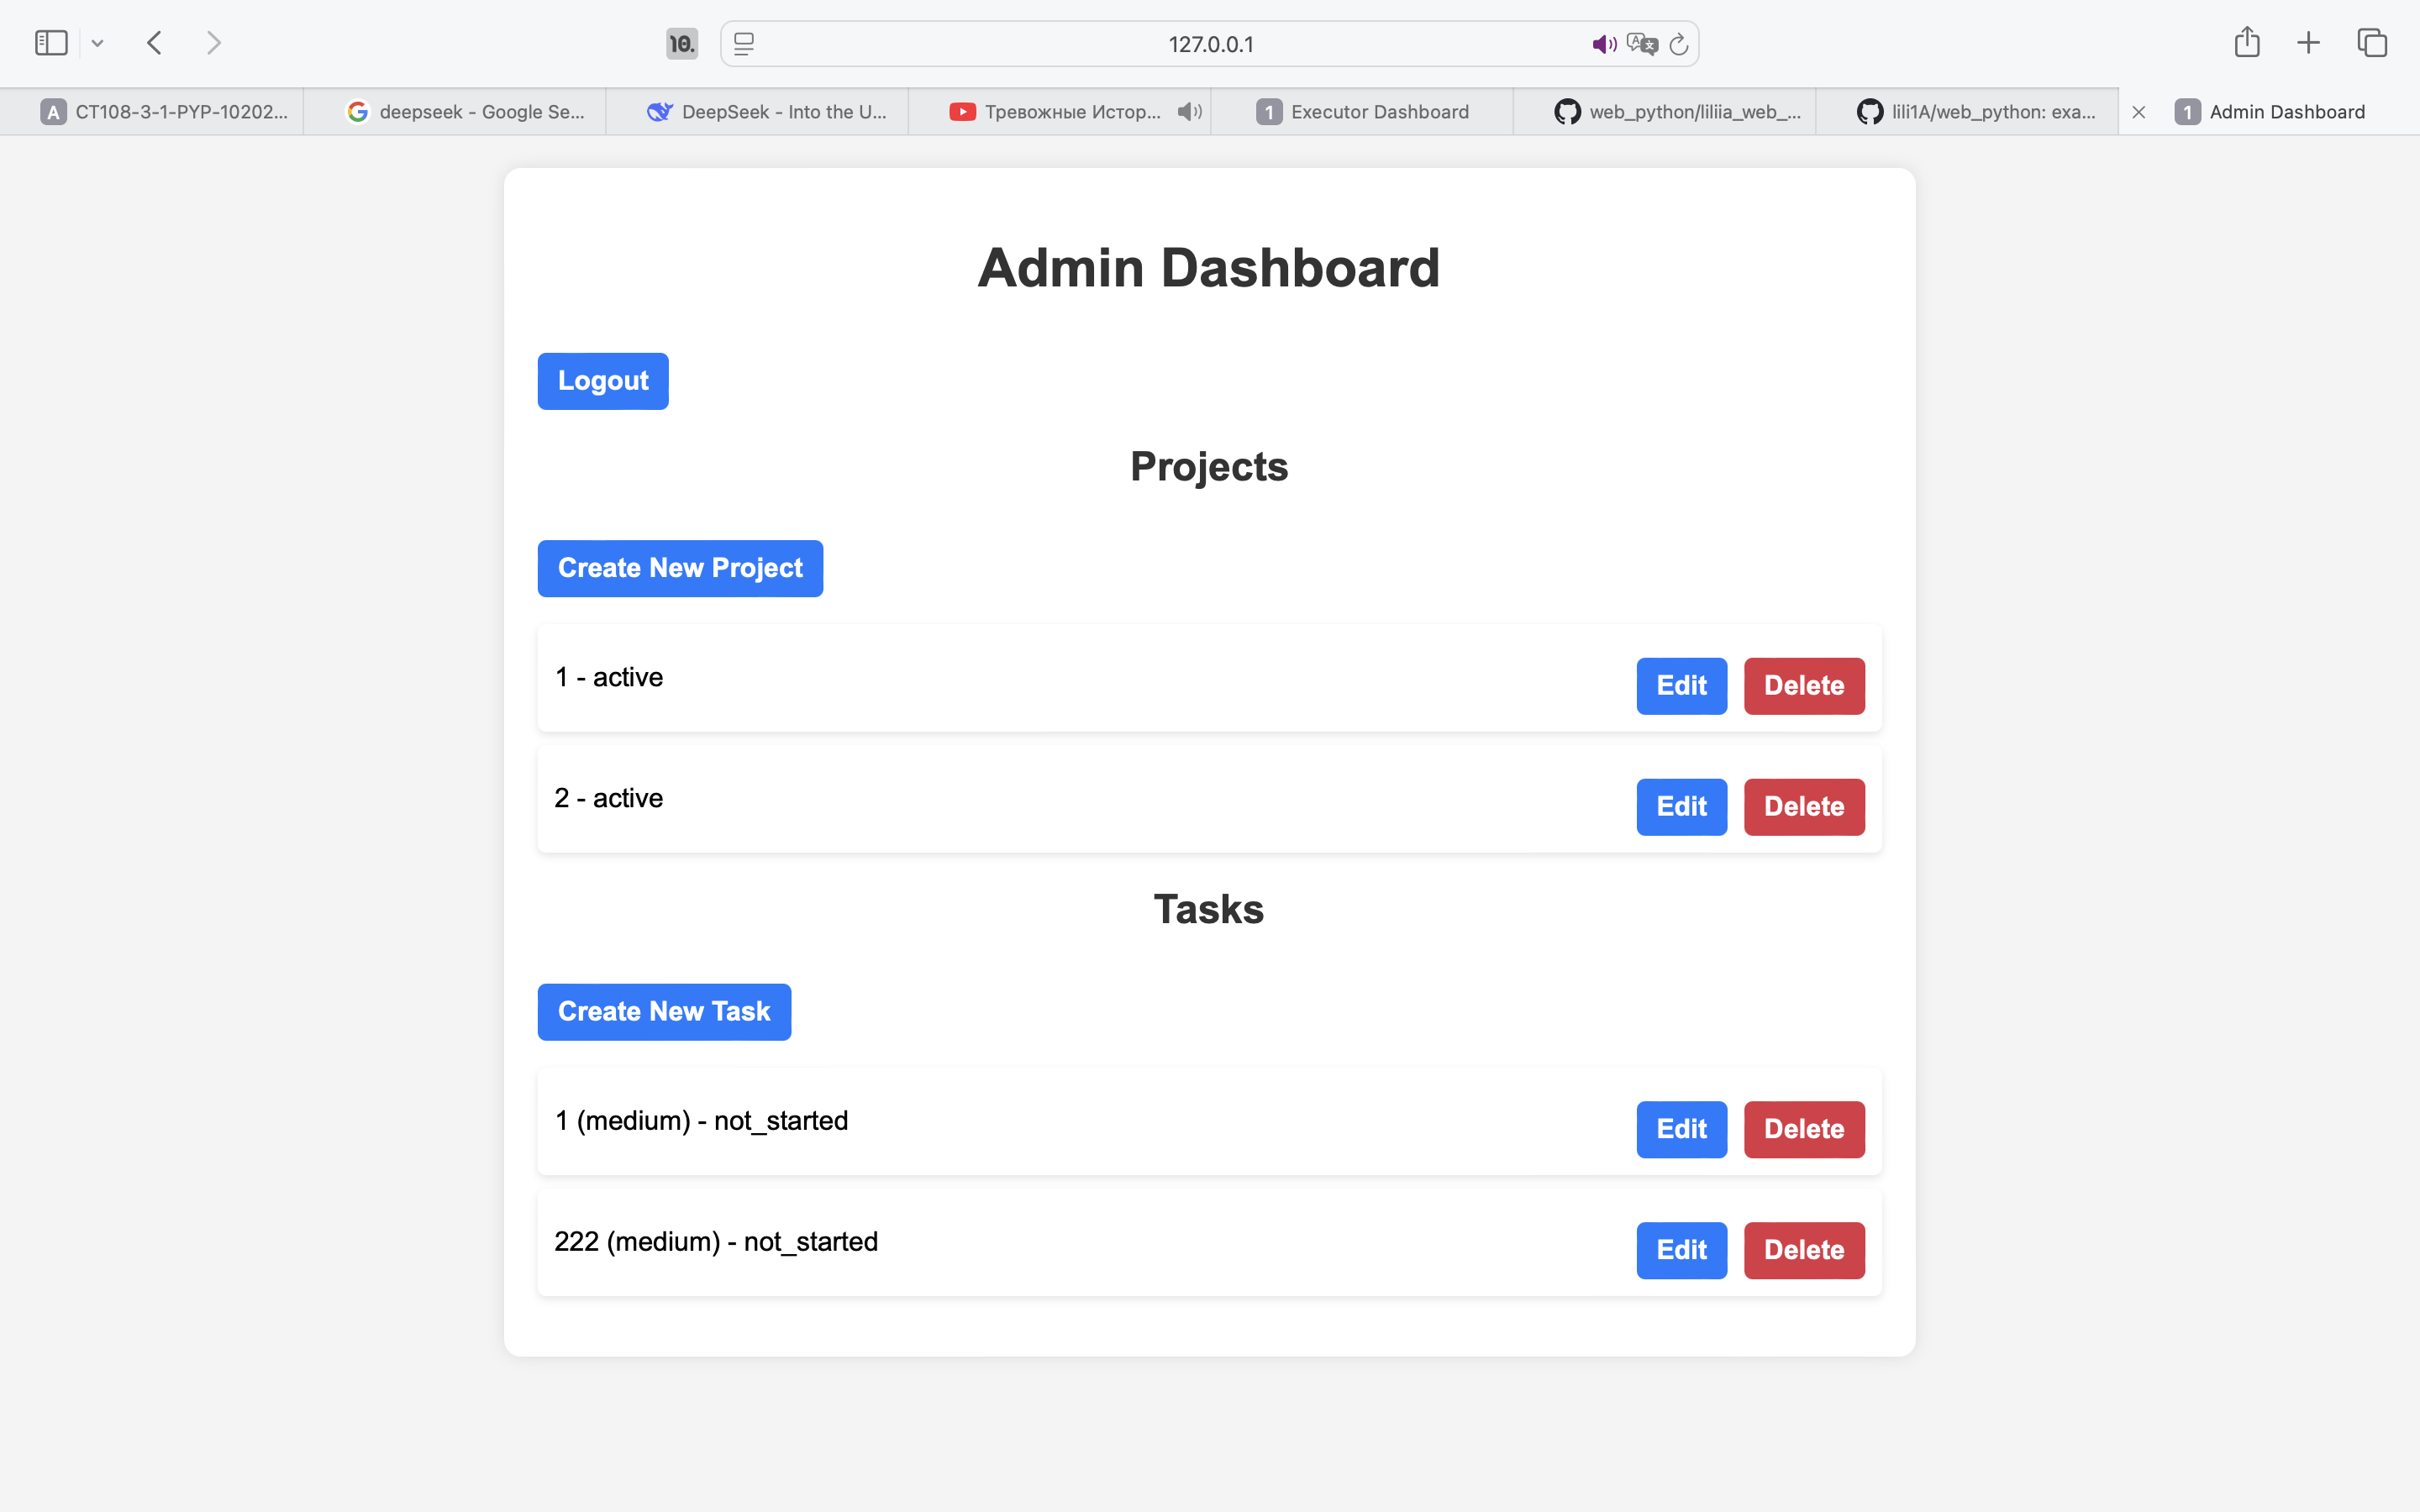 10.
127.0.0.1
A CT108-3-1-PYP-10202...
deepseek - Google Se...
DeepSeek - Into the U...
Тревожные Истор...
1 Executor Dashboard
web_python/liliia_web_...
lili1A/web_python: exa...
1 Admin Dashboard
Admin Dashboard
Logout
Projects
Create New Project
1 - active
Edit
Delete
2 - active
Edit
Delete
Tasks
Create New Task
1 (medium) - not_started
Edit
Delete
222 (medium) - not_started
Edit
Delete